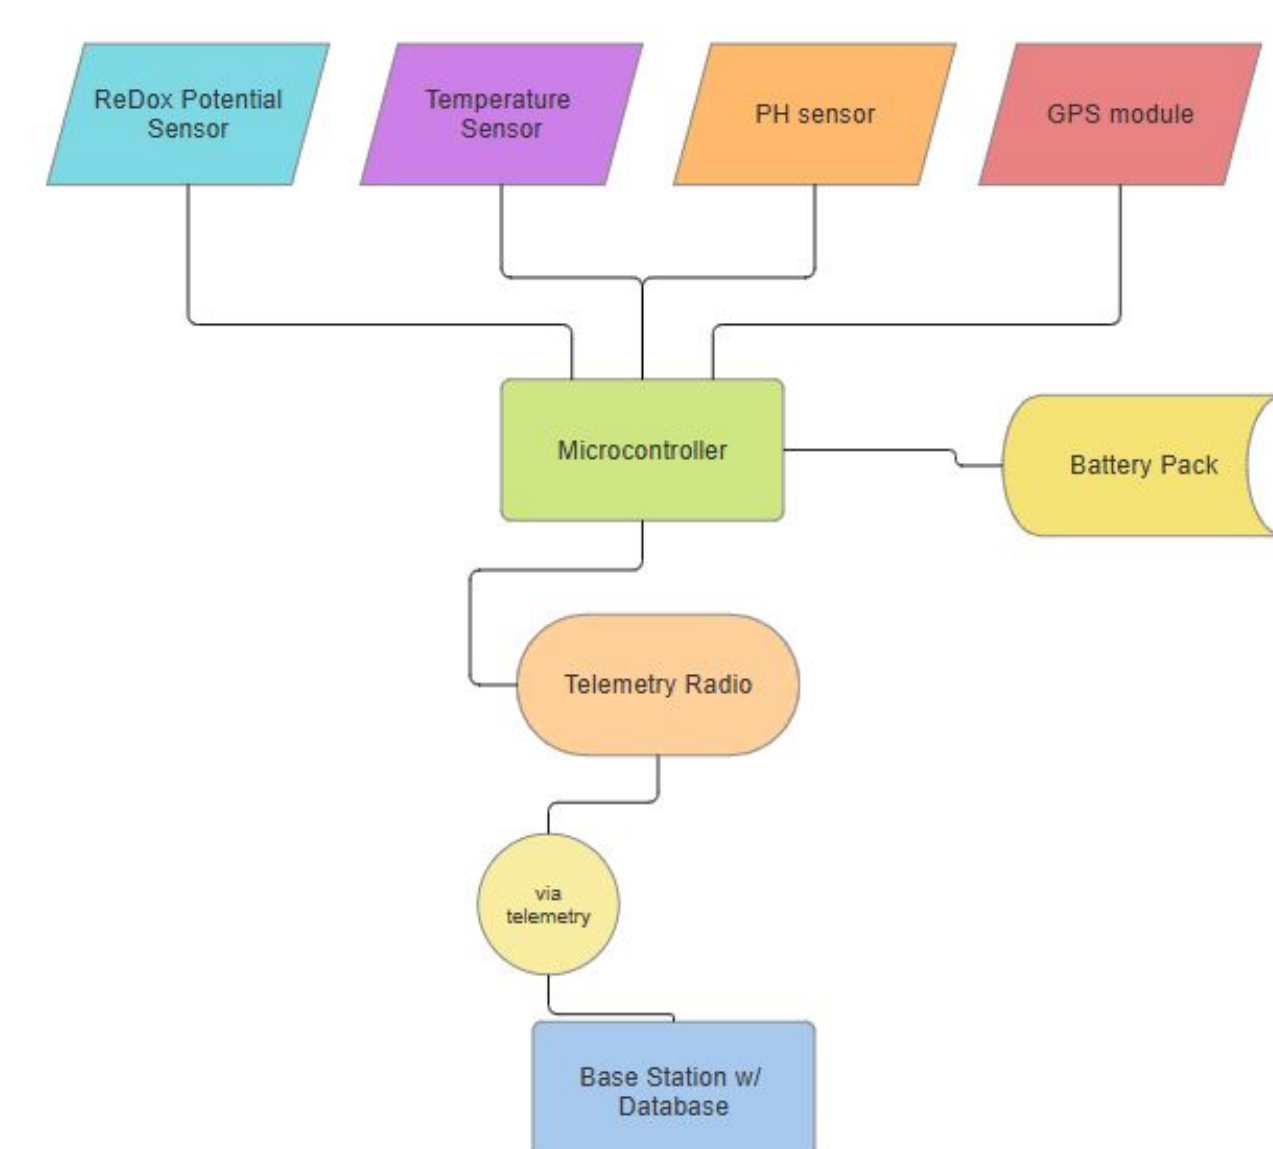 ReDox Potential
Sensor
Temperature
Sensor
PH sensor
GPS module
Microcontroller
Battery Pack
Telemetry Radio
via
telemetry
Base Station w/
Database